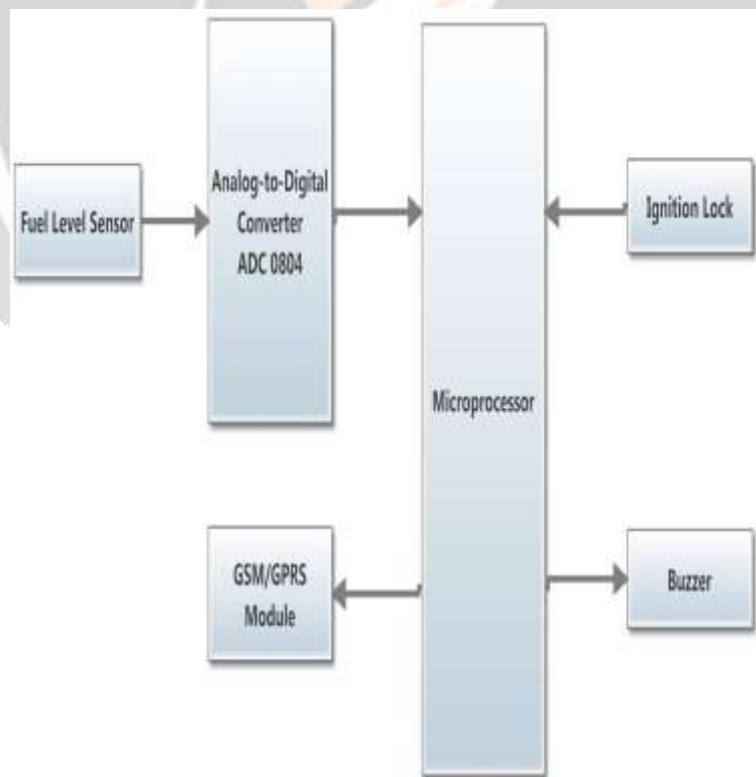 Fuel Level Sensor
Analog-to-Digital
Converter
ADC 0804
Microprocessor
Ignition Lock
GSM/GPRS
Module
Buzzer